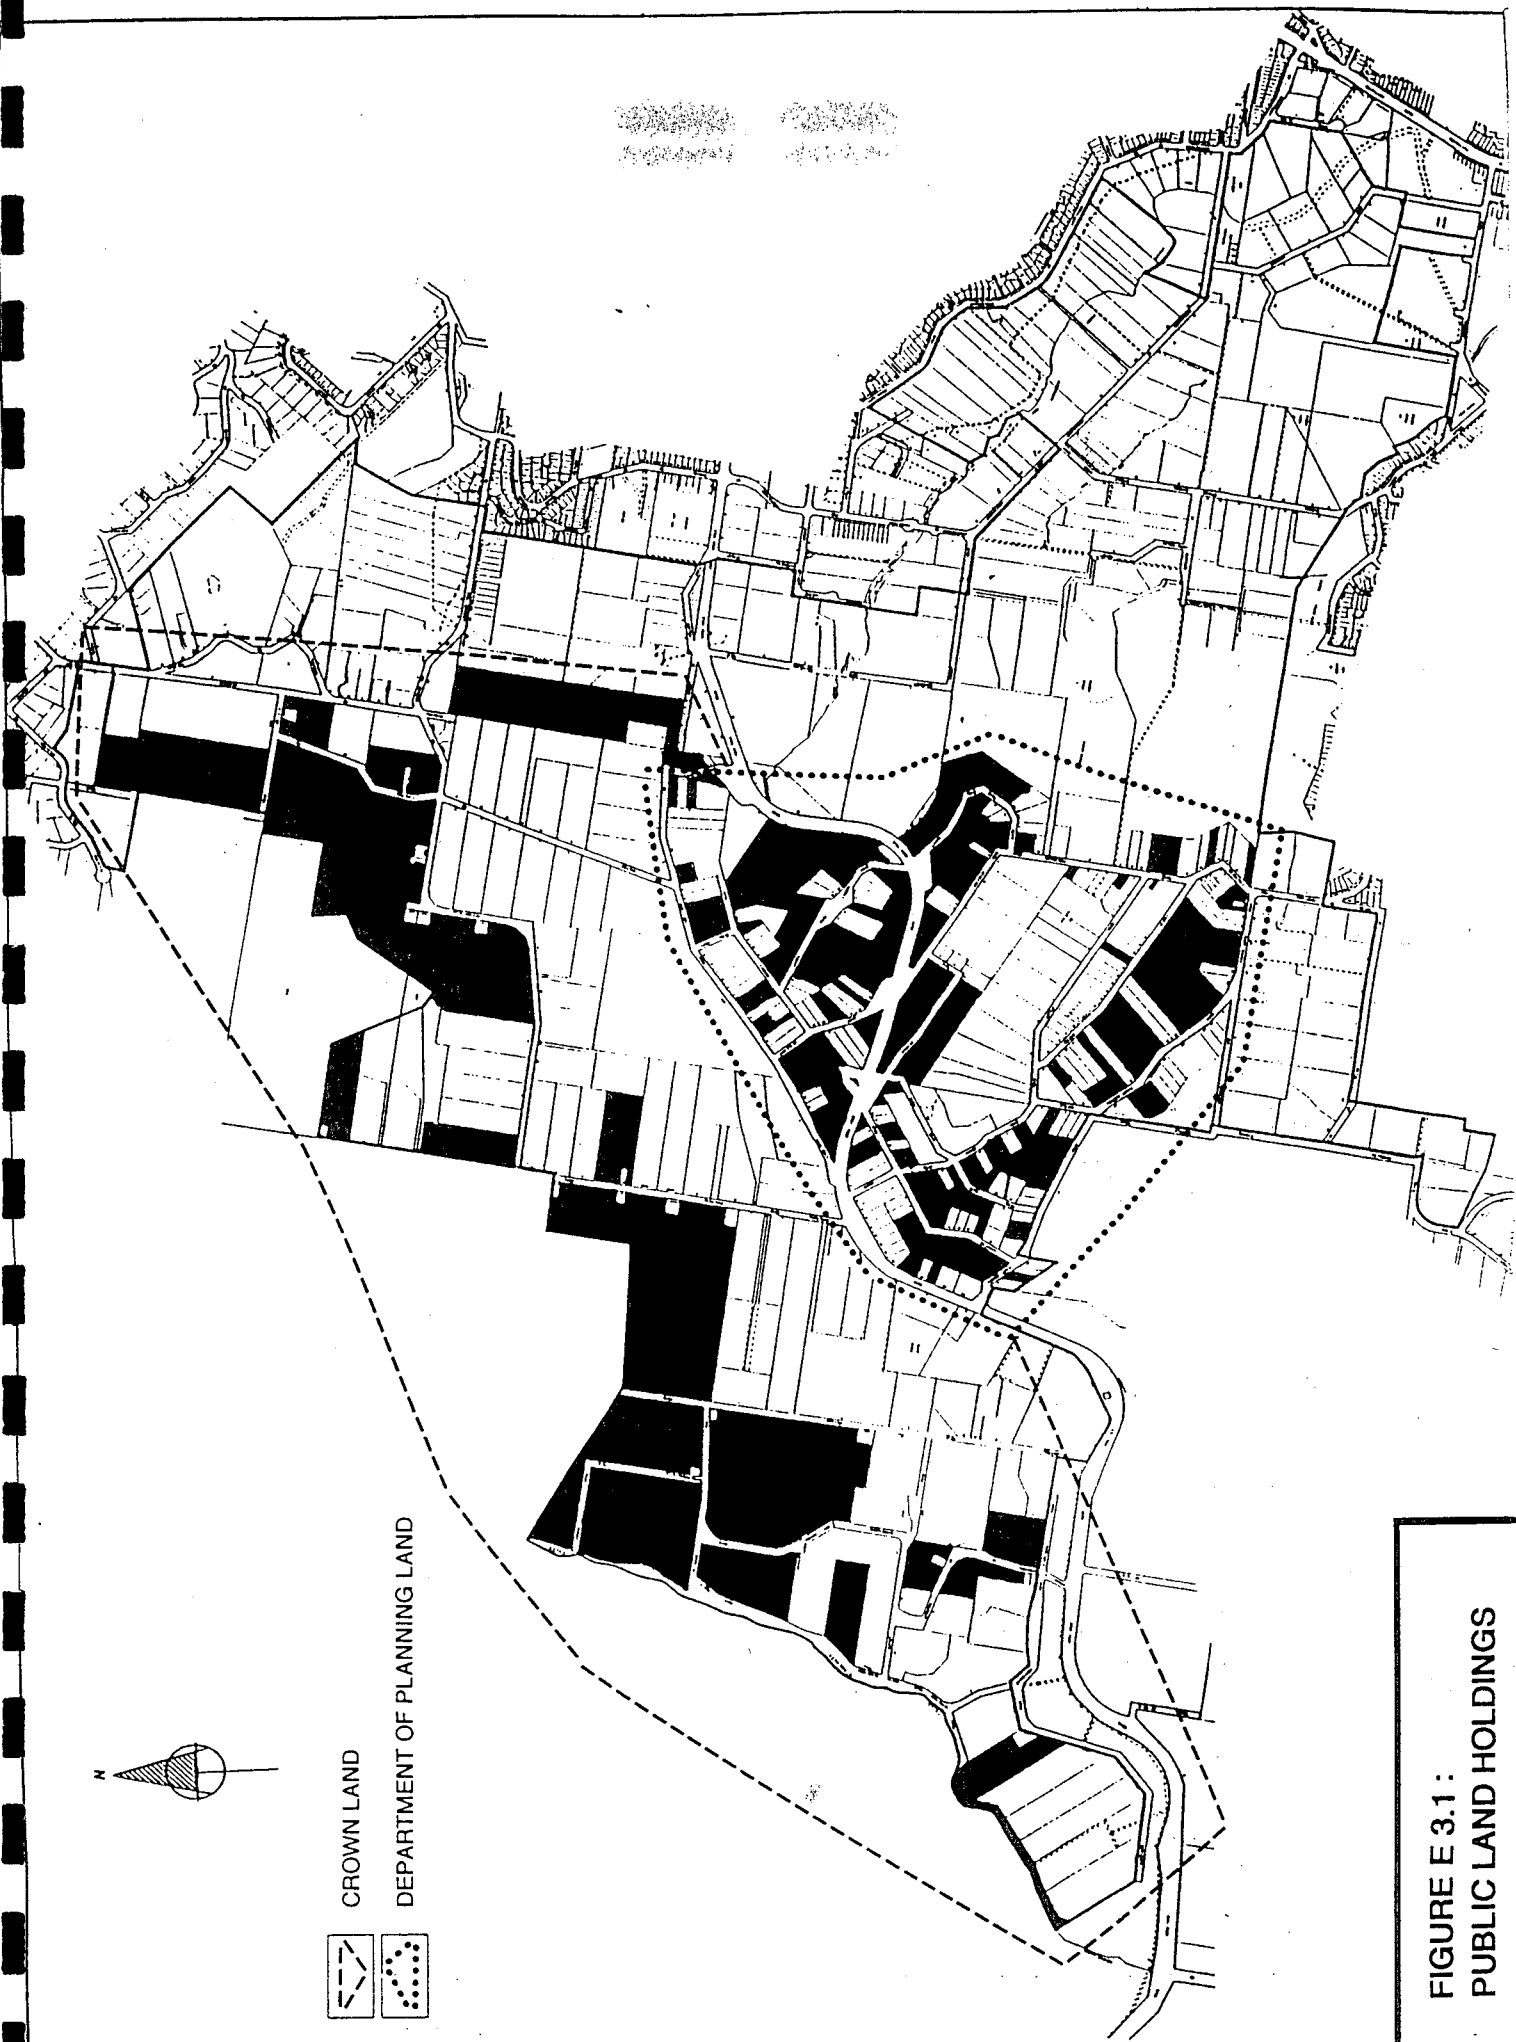 N
CROWN LAND
DEPARTMENT OF PLANNING LAND
FIGURE E 3.1 :
PUBLIC LAND HOLDINGS